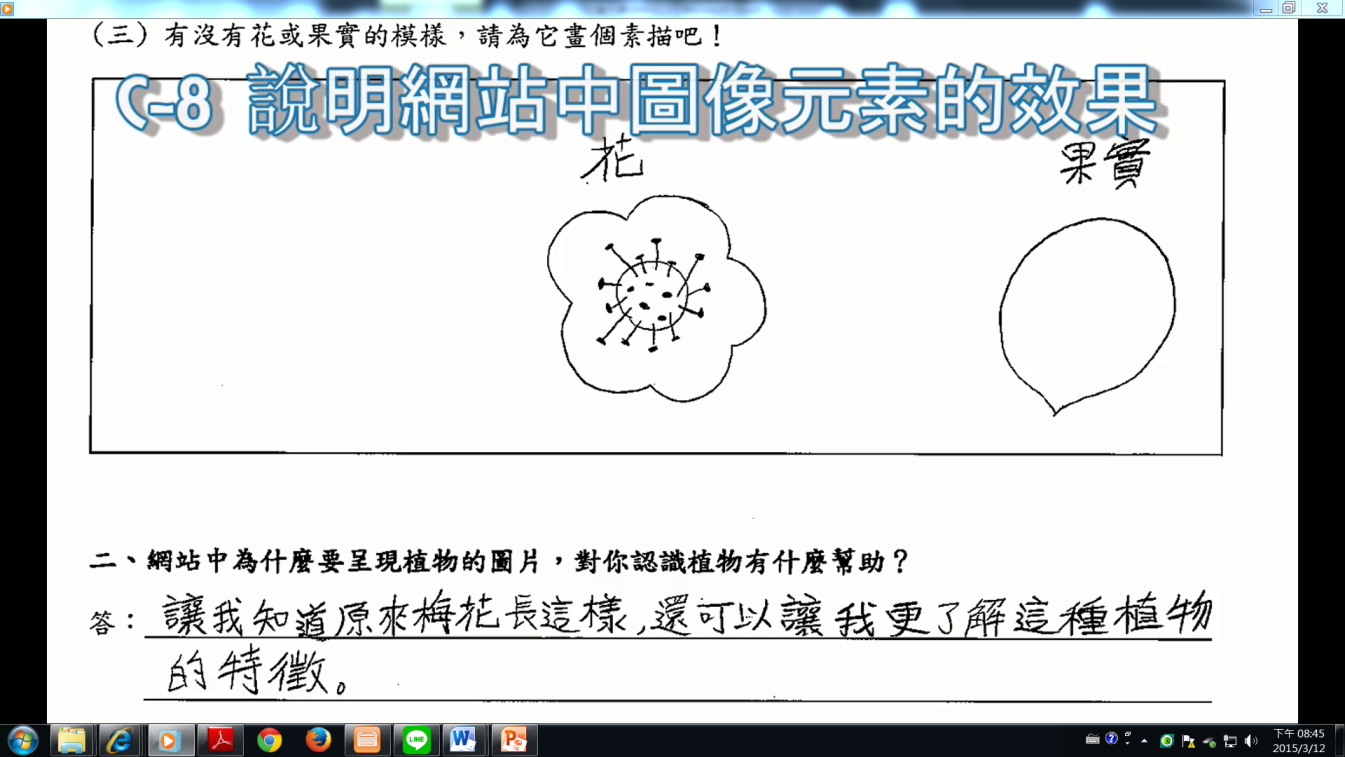 （三）有沒有花或果實的模樣，請為它畫個素描吧！
C-8 說明網站中圖像元素的效果
花
果實
二、網站中為什麼要呈現植物的圖片，對你認識植物有什麼幫助？
答：讓我知道原來梅花長這樣,還可以讓我更了解這種植物
的特徵。
LINE
下午 08:45
2015/3/12